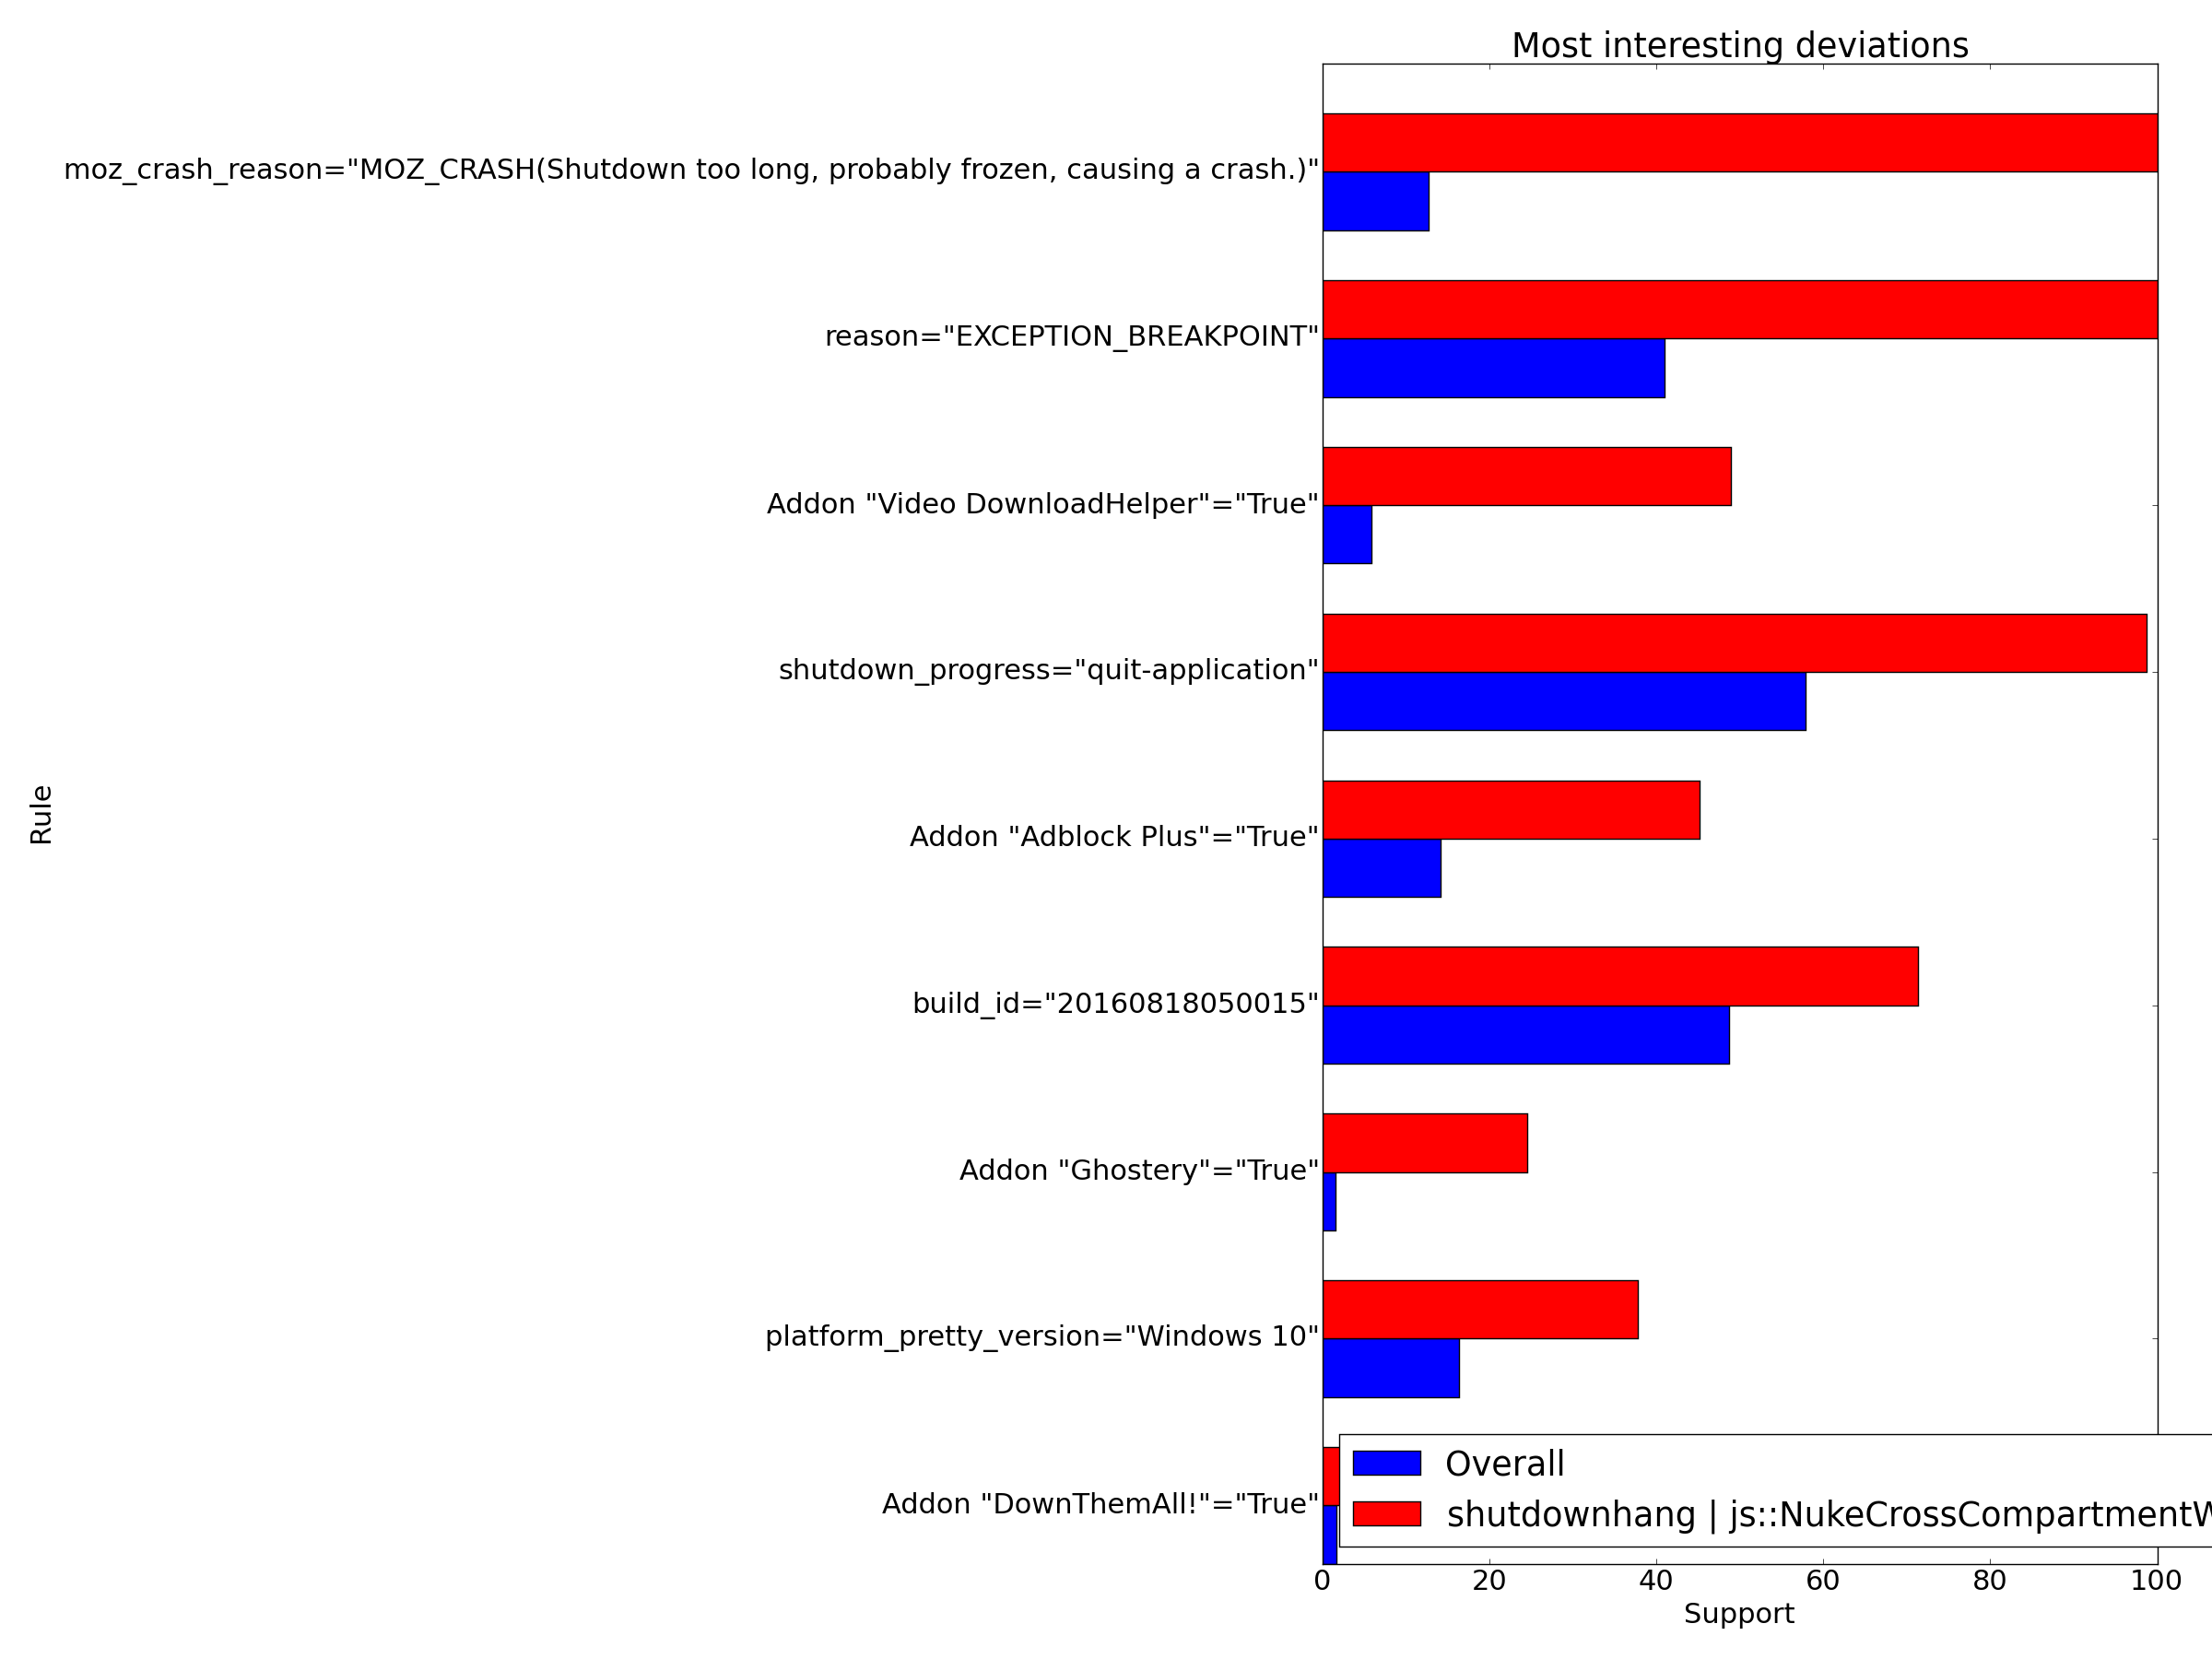 Most interesting deviations
moz_crash_reason="MOZ_CRASH(Shutdown too long, probably frozen, causing a crash.)"
reason="EXCEPTION_BREAKPOINT"
Addon "Video DownloadHelper"="True"
shutdown_progress="quit-application"
Rule
Addon "Adblock Plus"="True"
build_id="20160818050015"
Addon "Ghostery"="True"
platform_pretty_version="Windows 10"
Addon "DownThemAll!"="True"
Overall
shutdownhang | js::NukeCrossCompartmentW
0 20 40 60 80 100
Support